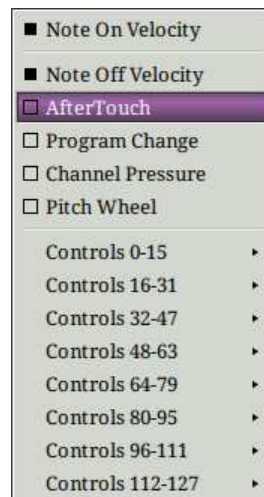 Note On Velocity
Note Off Velocity
AfterTouch
Program Change
Channel Pressure
Pitch Wheel
Controls 0-15
Controls 16-31
Controls 32-47
Controls 48-63
Controls 64-79
Controls 80-95
Controls 96-111
Controls 112-127